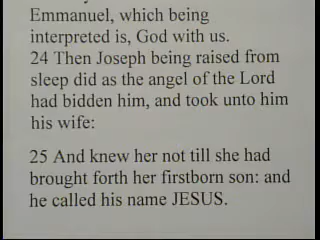 Emmanuel, which being
interpreted is, God with us.
24 Then Joseph being raised from
sleep did as the angel of the Lord
had bidden him, and took unto him
his wife:
25 And knew her not till she had
brought forth her firstborn son: and
he called his name JESUS.